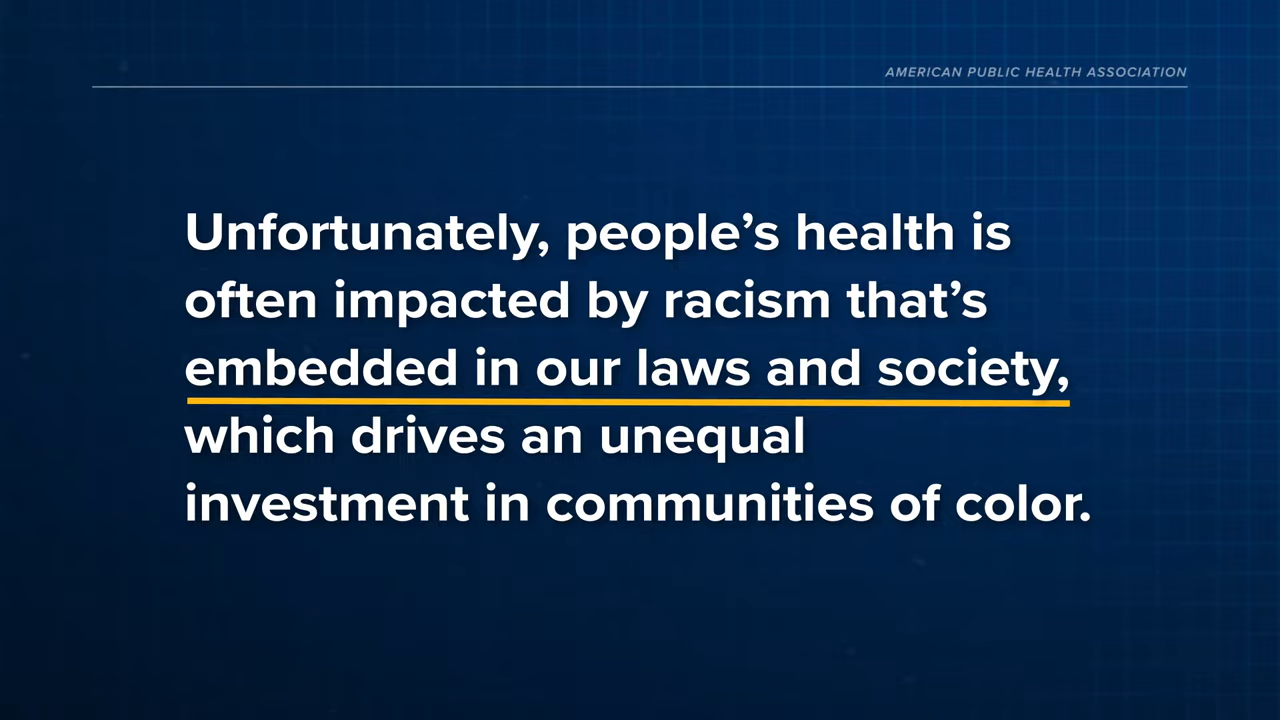 AMERICAN PUBLIC HEALTH ASSOCIATION
Unfortunately, people’s health is
often impacted by racism that’s
embedded in our laws and society,
which drives an unequal
investment in communities of color.